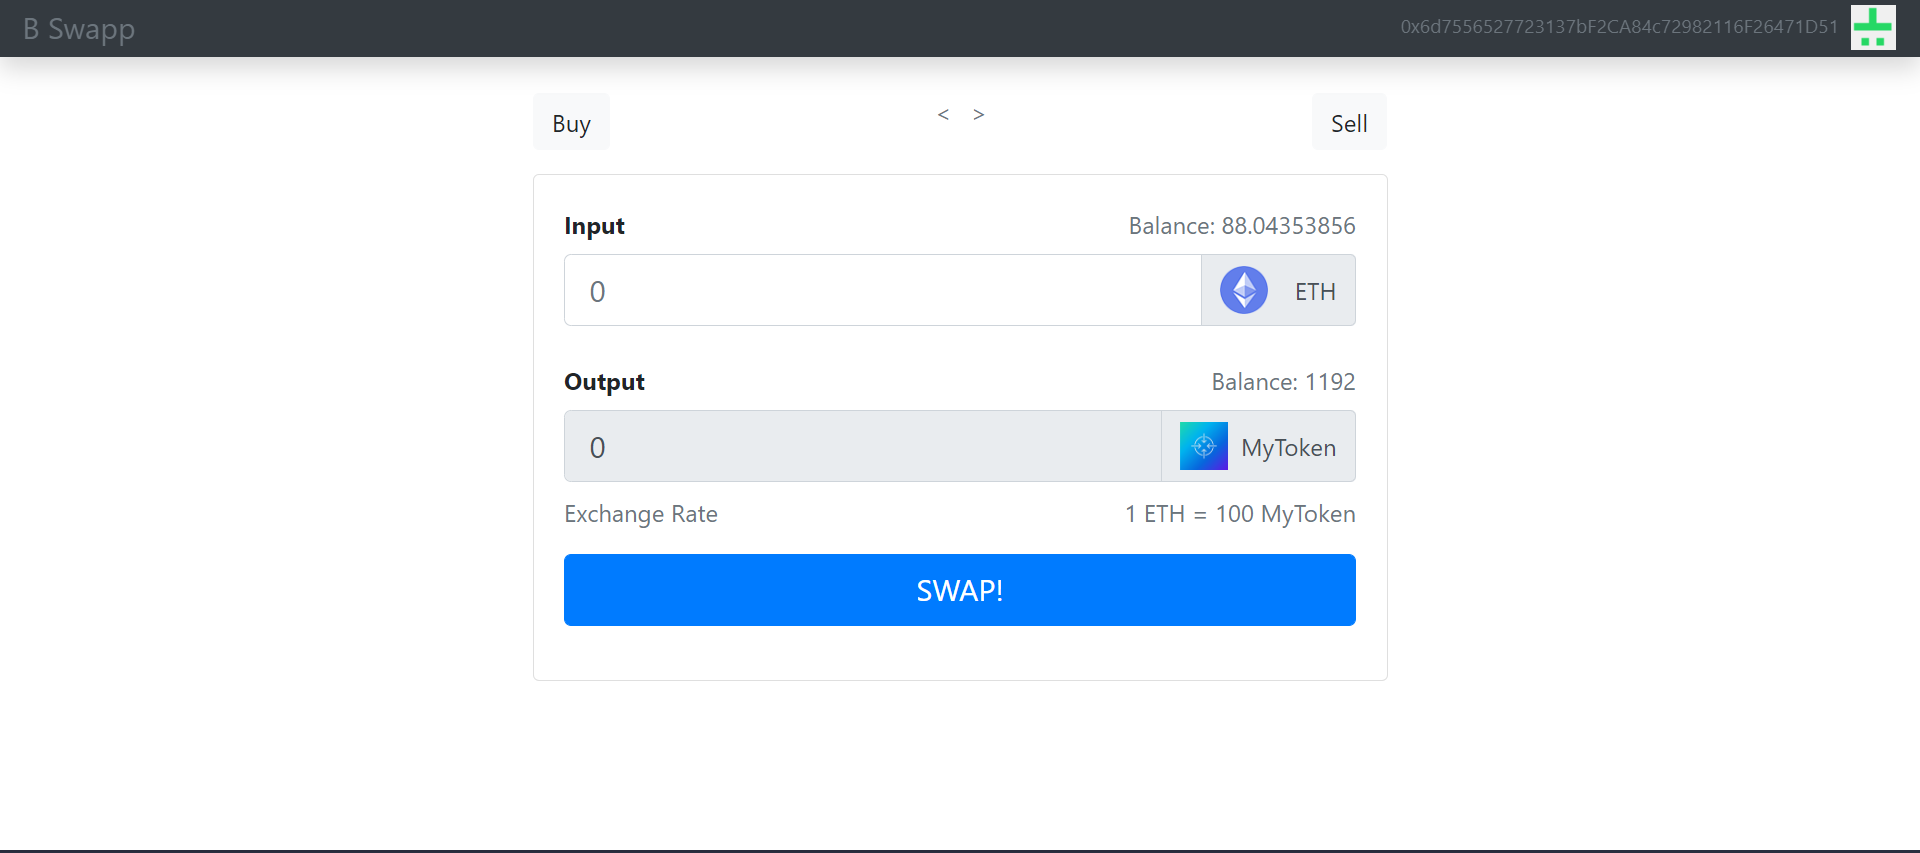 B Swapp
0x6d7556527723137bF2CA84c72982116F26471D51
Buy
< >
Sell
Input
Balance: 88.04353856
0
ETH
Output
Balance: 1192
0
MyToken
Exchange Rate
1 ETH = 100 MyToken
SWAP!